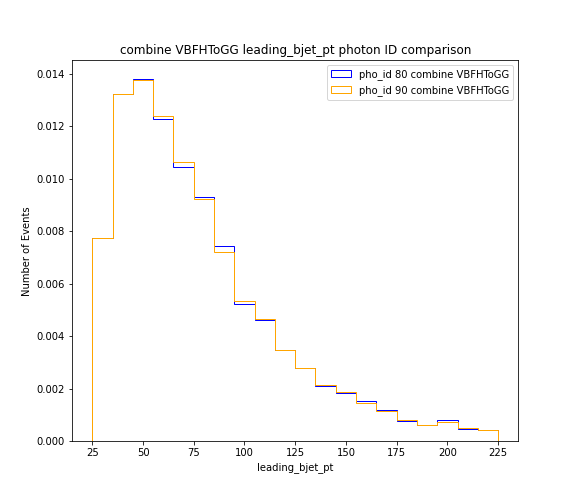 combine VBFHToGG leading_bjet_pt photon ID comparison
pho_id 80 combine VBFHToGG
pho_id 90 combine VBFHToGG
Number of Events
0.014
0.012
0.010
0.008
0.006
0.004
0.002
0.000
25 50 75 100 125 150 175 200 225
leading_bjet_pt